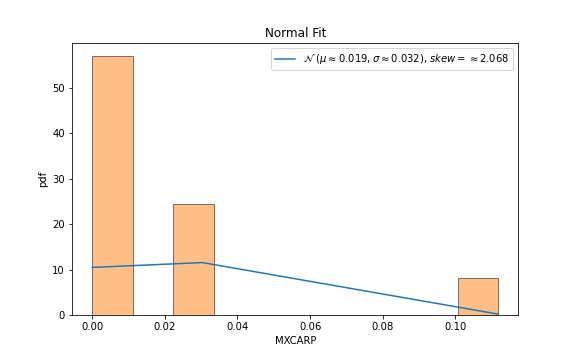 Normal Fit
𝒩(μ ≈ 0.019, σ ≈ 0.032), skew = ≈ 2.068
pdf
50
40
30
20
10
0
0.00 0.02 0.04 0.06 0.08 0.10
MXCARP